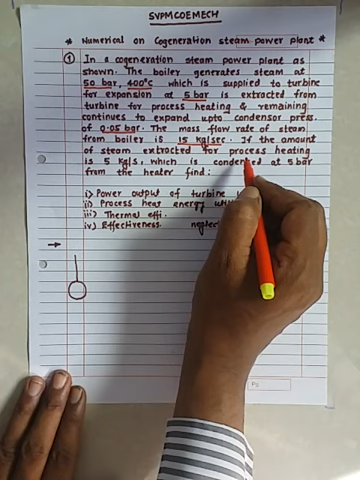 SVPMCOEMECH
* Numerical on Cogeneration steam power plant *
① In a cogeneration steam power plant as
shown. The boiler generates steam at
50 bar, 400°C which is supplied to turbine
for expansion at 5 bar is extracted from
turbine for process heating & remaining
continues to expand upto condensor press.
of 0.05 bar. The mass flow rate of steam
from boiler is 15 kg/sec. If the amount
of steam extracted for process heating
is 5 kg/s, which is condensed at 5 bar
from the heater find:
i) Power output of turbine
ii) Process heat energy
iii) Thermal effi.
iv) Effectiveness